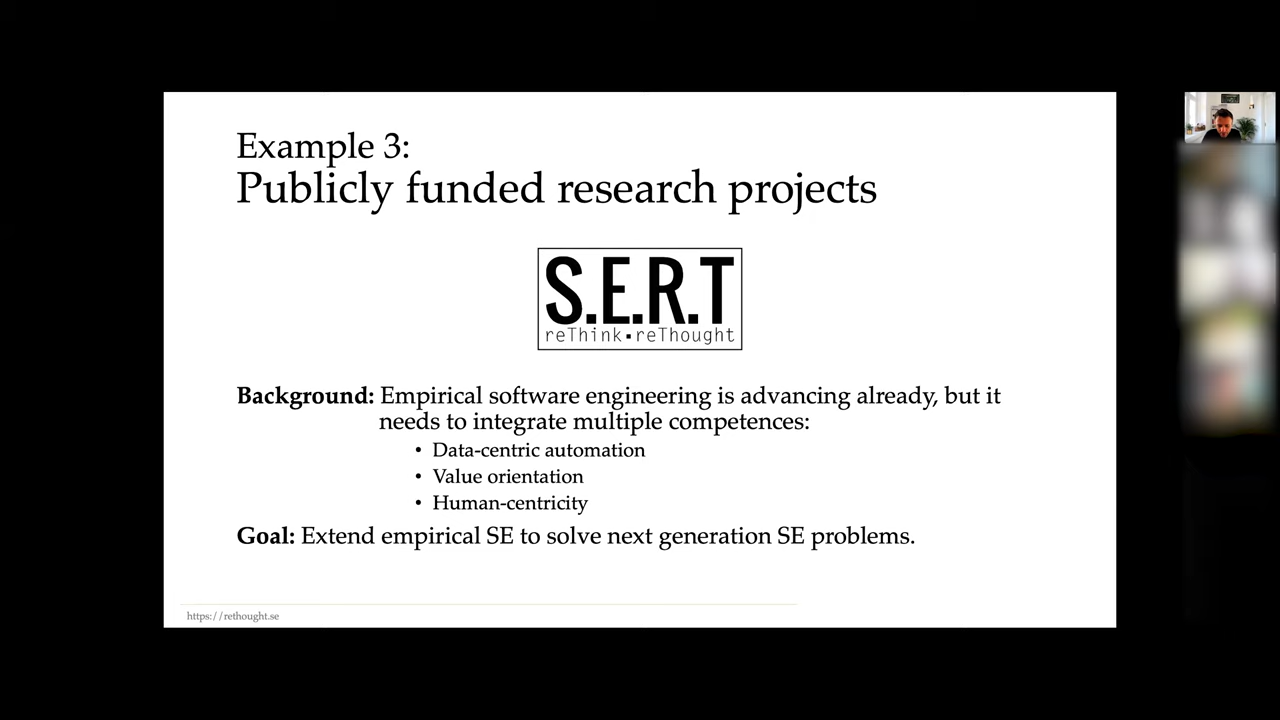 Example 3:
Publicly funded research projects
S.E.R.T
reThink▪reThought
Background: Empirical software engineering is advancing already, but it
needs to integrate multiple competences:
• Data-centric automation
• Value orientation
• Human-centricity
Goal: Extend empirical SE to solve next generation SE problems.
https://rethought.se